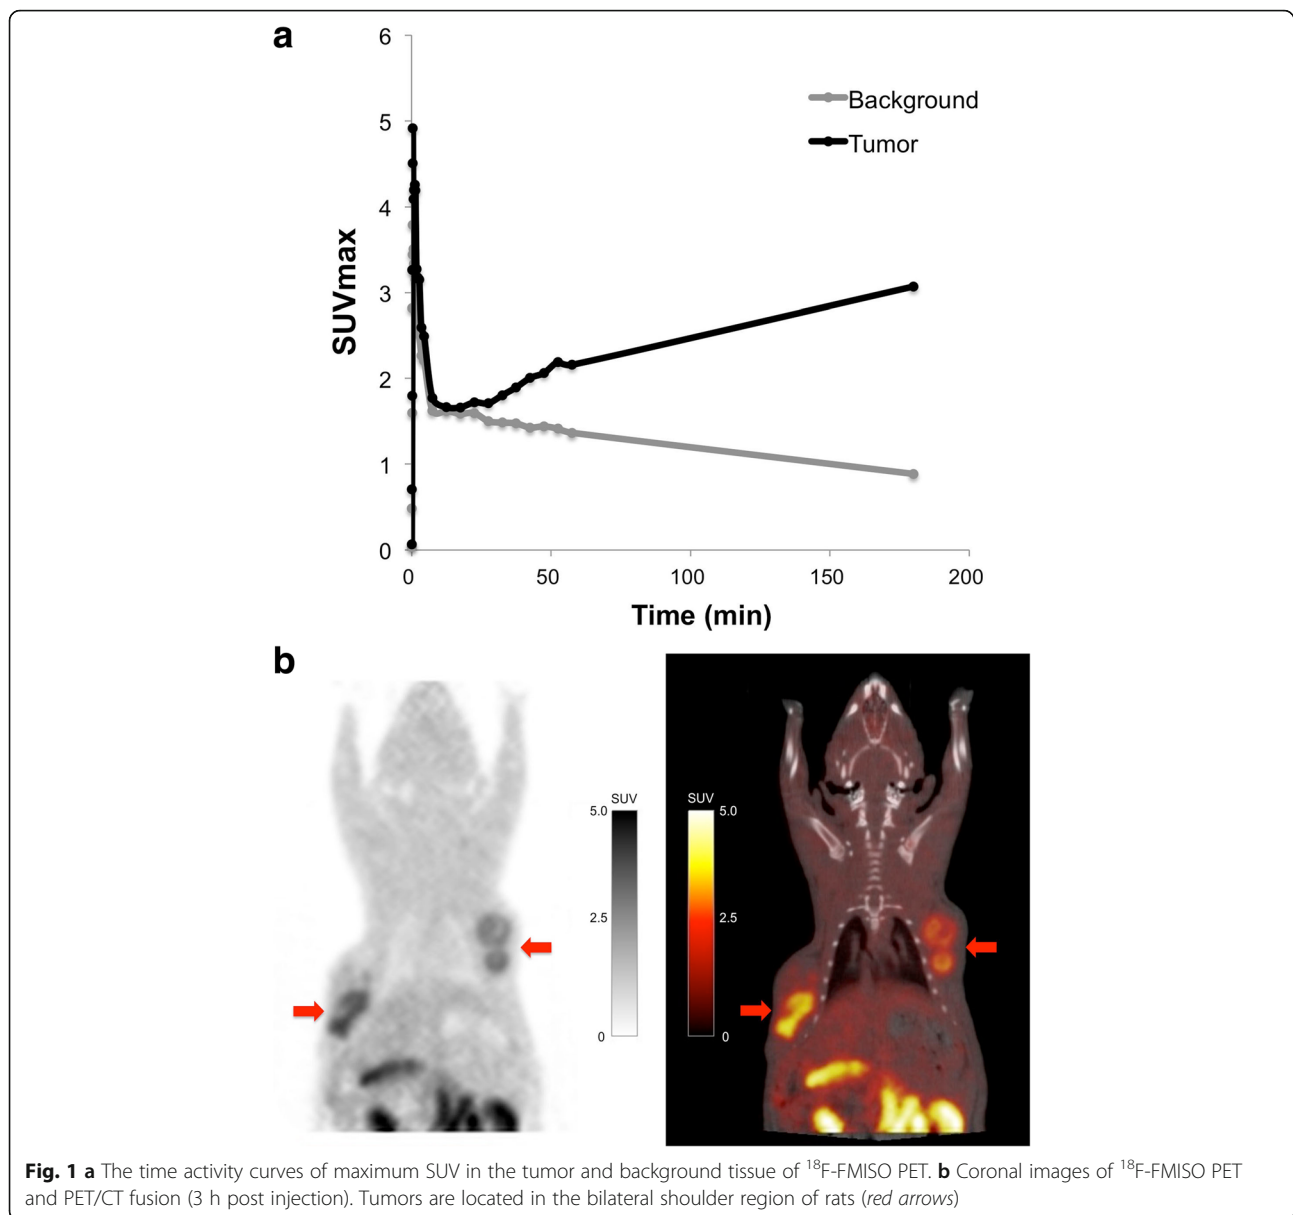 a
6
5
4
3
2
1
0
SUVmax
Background
Tumor
0 50 100 150 200
Time (min)
b
SUV
5.0
2.5
0
SUV
5.0
2.5
0
Fig. 1 a The time activity curves of maximum SUV in the tumor and background tissue of ¹⁸F-FMISO PET. b Coronal images of ¹⁸F-FMISO PET
and PET/CT fusion (3 h post injection). Tumors are located in the bilateral shoulder region of rats (red arrows)